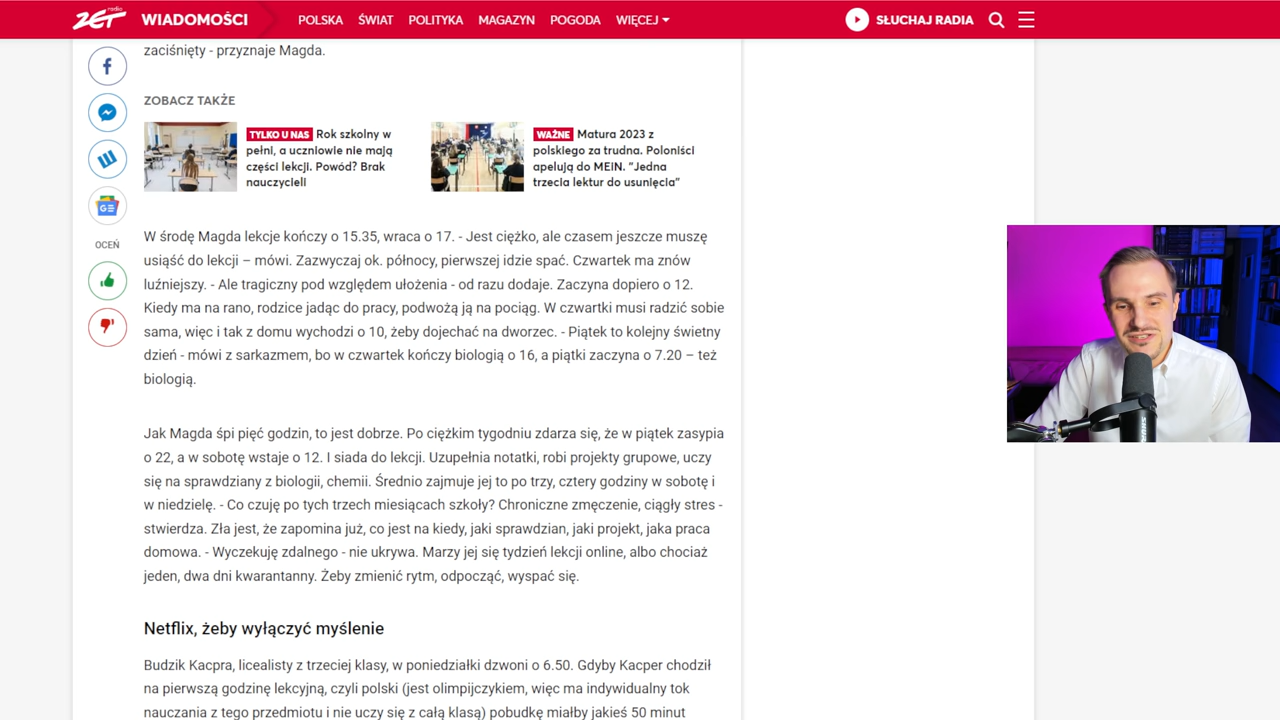 radio
ZET
WIADOMOŚCI
POLSKA
ŚWIAT
POLITYKA
MAGAZYN
POGODA
WIĘCEJ
SŁUCHAJ RADIA
zaciśnięty - przyznaje Magda.
ZOBACZ TAKŻE
TYLKO U NAS Rok szkolny w
pełni, a uczniowie nie mają
części lekcji. Powód? Brak
nauczycieli
WAŻNE Matura 2023 z
polskiego za trudna. Poloniści
apelują do MEiN. "Jedna
trzecia lektur do usunięcia"
OCEŃ
W środę Magda lekcje kończy o 15.35, wraca o 17. - Jest ciężko, ale czasem jeszcze muszę
usiąść do lekcji – mówi. Zazwyczaj ok. północy, pierwszej idzie spać. Czwartek ma znów
luźniejszy. - Ale tragiczny pod względem ułożenia - od razu dodaje. Zaczyna dopiero o 12.
Kiedy ma na rano, rodzice jadąc do pracy, podwożą ją na pociąg. W czwartki musi radzić sobie
sama, więc i tak z domu wychodzi o 10, żeby dojechać na dworzec. - Piątek to kolejny świetny
dzień - mówi z sarkazmem, bo w czwartek kończy biologią o 16, a piątki zaczyna o 7.20 – też
biologią.
Jak Magda śpi pięć godzin, to jest dobrze. Po ciężkim tygodniu zdarza się, że w piątek zasypia
o 22, a w sobotę wstaje o 12. I siada do lekcji. Uzupełnia notatki, robi projekty grupowe, uczy
się na sprawdziany z biologii, chemii. Średnio zajmuje jej to po trzy, cztery godziny w sobotę i
w niedzielę. - Co czuję po tych trzech miesiącach szkoły? Chroniczne zmęczenie, ciągły stres -
stwierdza. Zła jest, że zapomina już, co jest na kiedy, jaki sprawdzian, jaki projekt, jaka praca
domowa. - Wyczekuję zdalnego - nie ukrywa. Marzy jej się tydzień lekcji online, albo chociaż
jeden, dwa dni kwarantanny. Żeby zmienić rytm, odpocząć, wyspać się.
Netflix, żeby wyłączyć myślenie
Budzik Kacpra, licealisty z trzeciej klasy, w poniedziałki dzwoni o 6.50. Gdyby Kacper chodził
na pierwszą godzinę lekcyjną, czyli polski (jest olimpijczykiem, więc ma indywidualny tok
nauczania z tego przedmiotu i nie uczy się z całą klasą) pobudkę miałby jakieś 50 minut